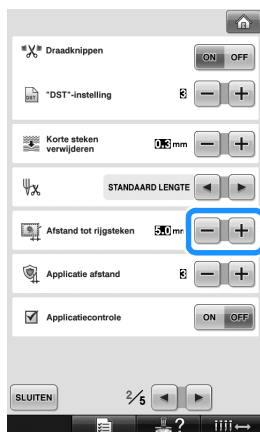 Draadknippen
ON OFF
DST
"DST"-instelling
3
− +
Korte steken
verwijderen
0.3 mm
− +
STANDAARD LENGTE
Afstand tot rijgsteken
5.0 mm
− +
Applicatie afstand
3
− +
Applicatiecontrole
ON OFF
SLUITEN
2/5
?